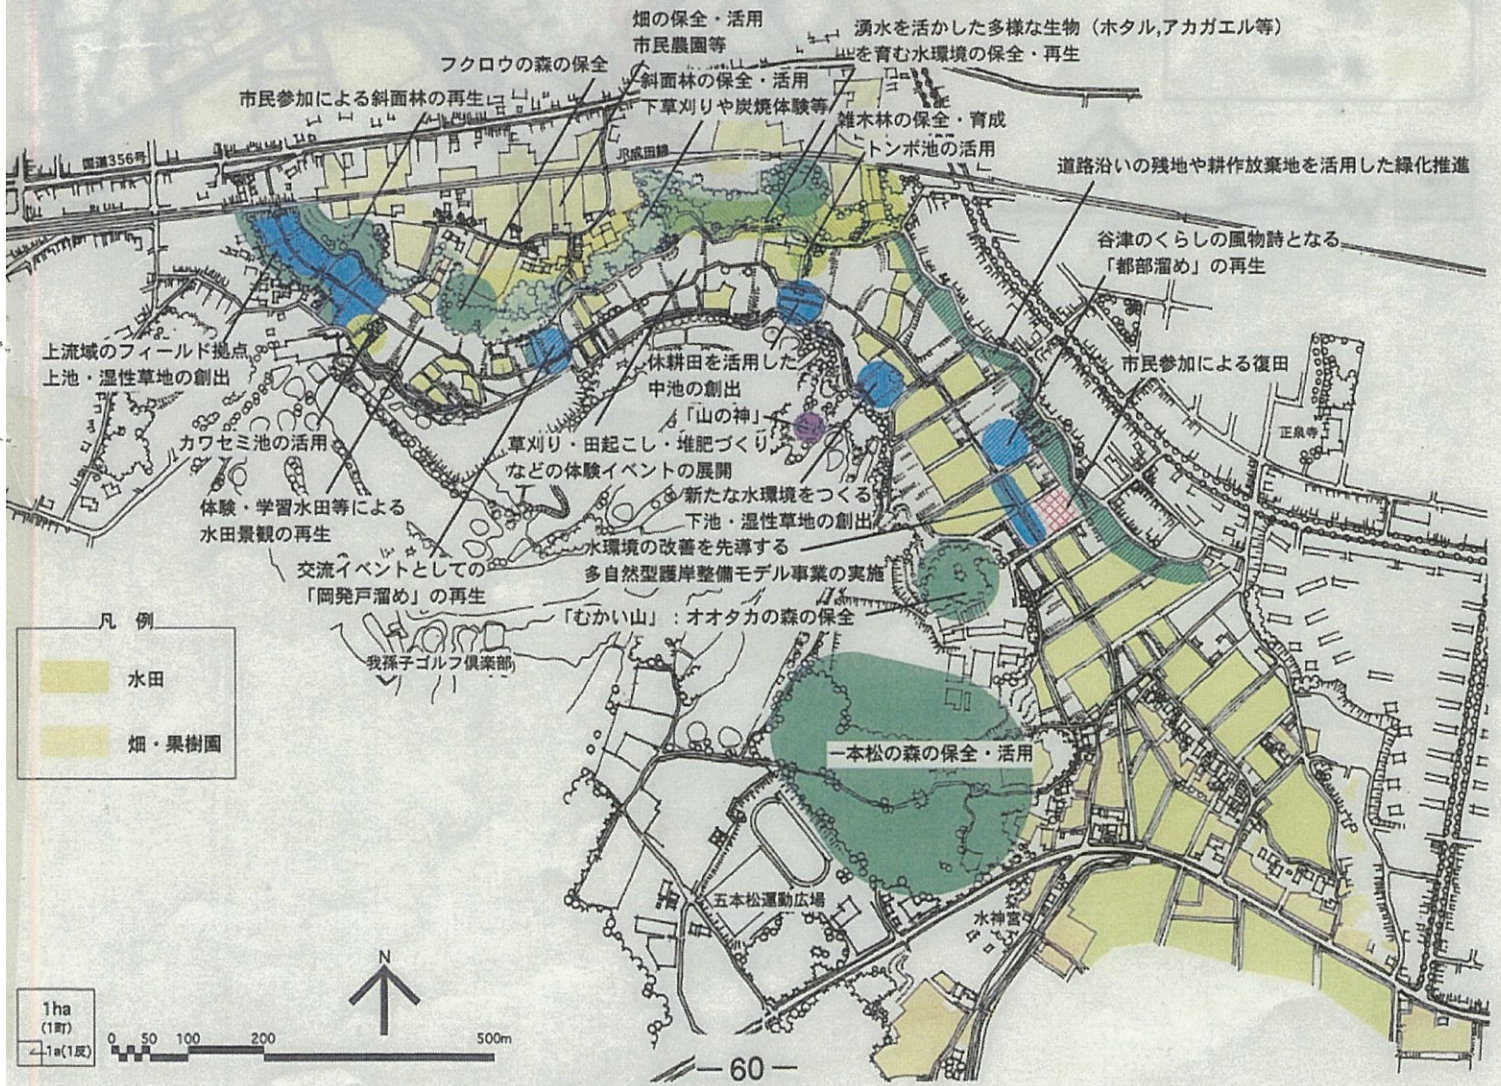 畑の保全・活用
市民農園等
湧水を活かした多様な生物（ホタル,アカガエル等）
を育む水環境の保全・再生
フクロウの森の保全
斜面林の保全・活用
下草刈りや炭焼体験等
市民参加による斜面林の再生
雑木林の保全・育成
トンボ池の活用
国道356号
JR成田線
道路沿いの残地や耕作放棄地を活用した緑化推進
谷津のくらしの風物詩となる
「都部溜め」の再生
上流域のフィールド拠点
上池・湿性草地の創出
休耕田を活用した
中池の創出
市民参加による復田
「山の神」
正泉寺
カワセミ池の活用
草刈り・田起こし・堆肥づくり
などの体験イベントの展開
体験・学習水田等による
水田景観の再生
新たな水環境をつくる
下池・湿性草地の創出
水環境の改善を先導する
多自然型護岸整備モデル事業の実施
交流イベントとしての
「岡発戸溜め」の再生
「むかい山」：オオタカの森の保全
凡 例
水田
畑・果樹園
我孫子ゴルフ倶楽部
一本松の森の保全・活用
五本松運動広場
水神宮
N
1ha
(1町)
1a(1反)
0 50 100 200 500m
－60－